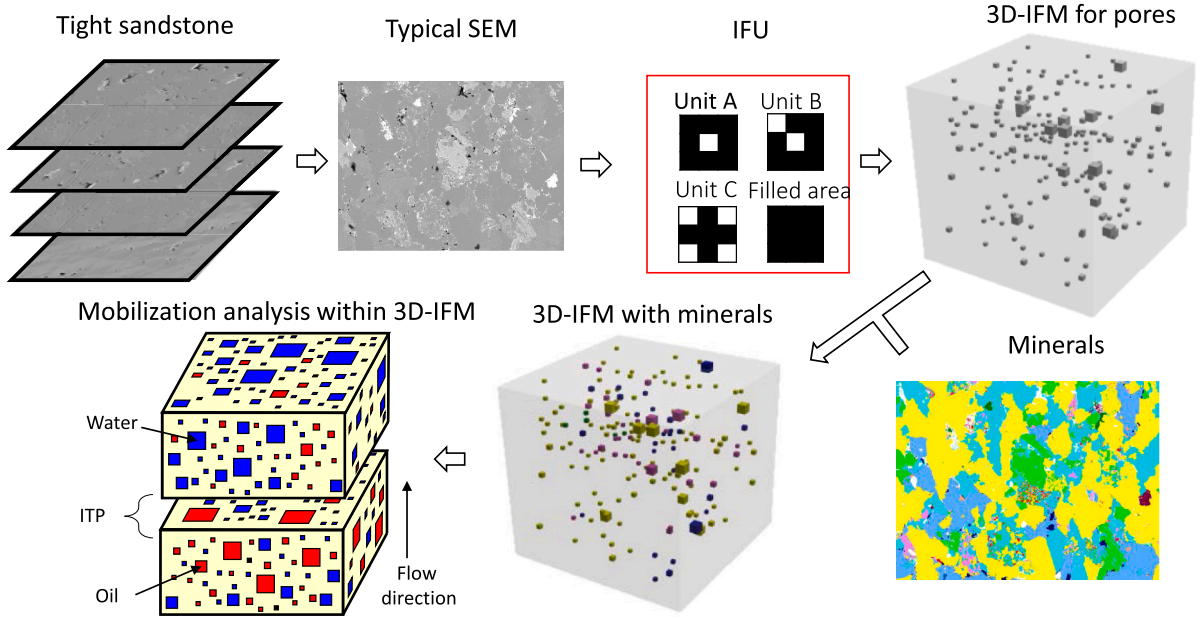 Tight sandstone
Typical SEM
IFU
3D-IFM for pores
Unit A
Unit B
Unit C
Filled area
Mobilization analysis within 3D-IFM
3D-IFM with minerals
Minerals
Water
ITP
Oil
Flow
direction